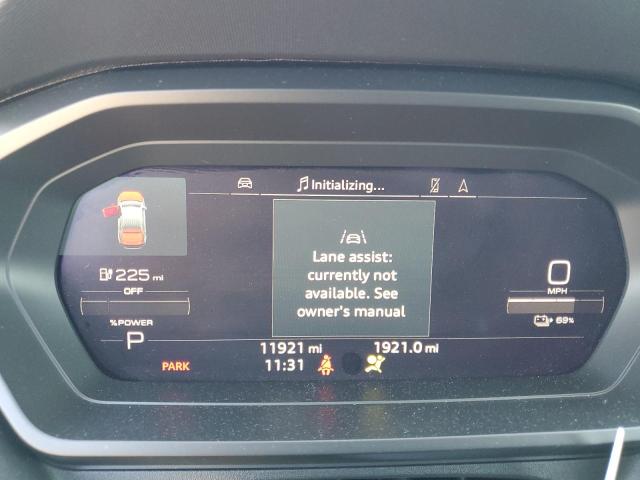 Initializing...
Lane assist:
currently not
available. See
owner's manual
225 mi
OFF
%POWER
P
PARK
0
MPH
69%
11921 mi
1921.0 mi
11:31